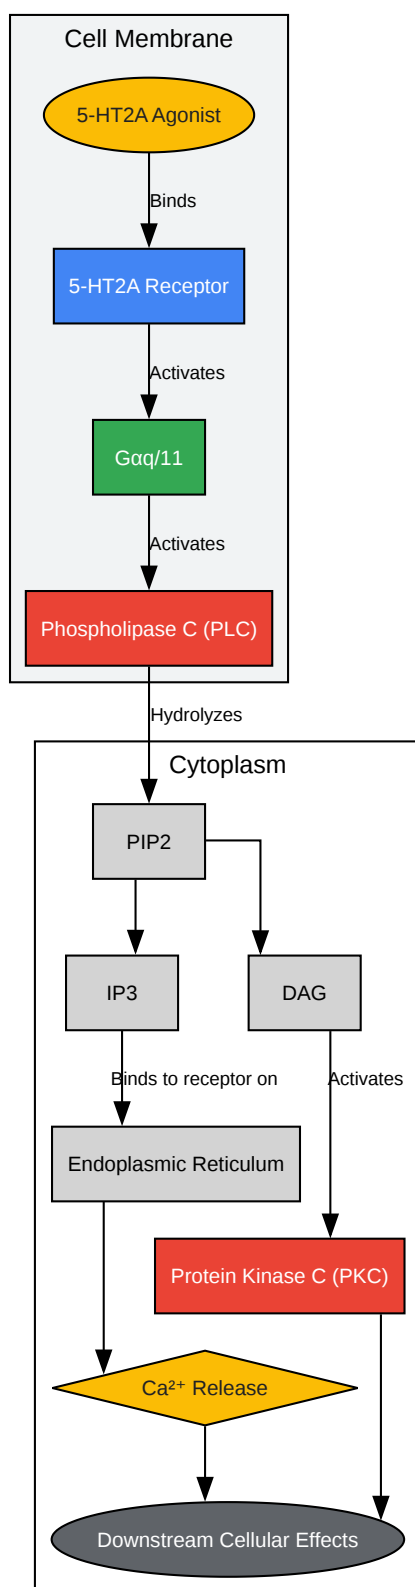 Cell Membrane
5-HT2A Agonist
Binds
5-HT2A Receptor
Activates
Gαq/11
Activates
Phospholipase C (PLC)
Hydrolyzes
Cytoplasm
PIP2
IP3
DAG
Binds to receptor on
Activates
Endoplasmic Reticulum
Protein Kinase C (PKC)
Ca²⁺ Release
Downstream Cellular Effects